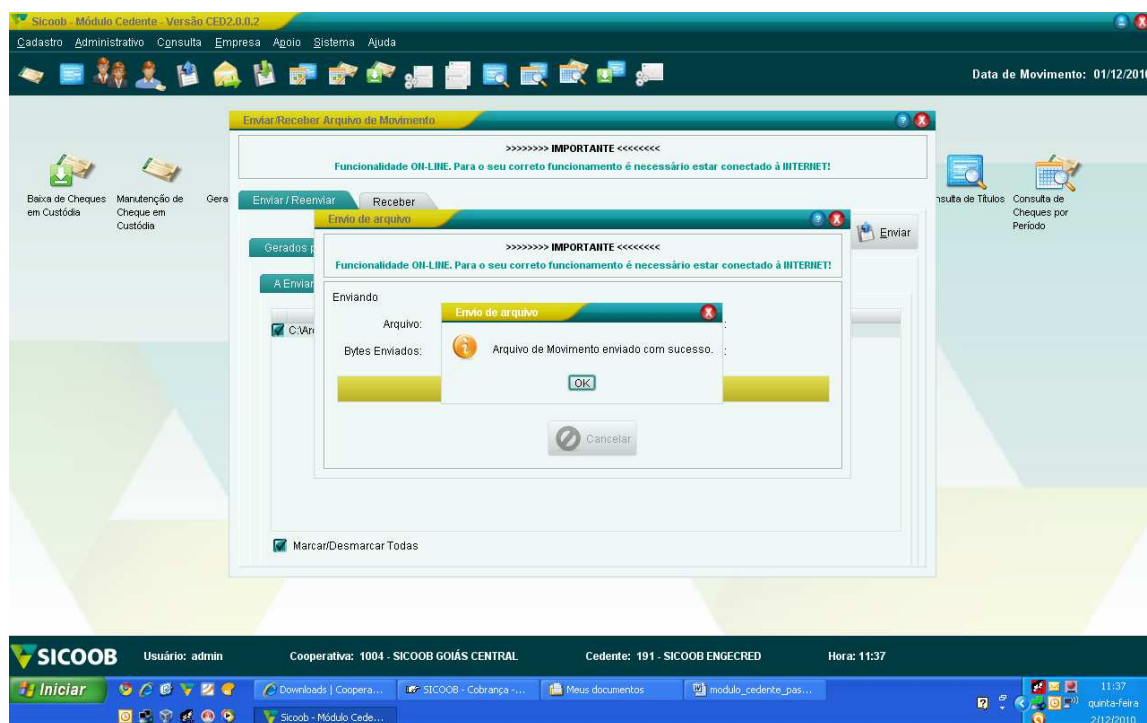 Sicoob - Módulo Cedente - Versão CED2.0.0.2
Cadastro Administrativo Consulta Empresa Apoio Sistema Ajuda
Data de Movimento: 01/12/2010
Enviar/Receber Arquivo de Movimento
>>>>>>>> IMPORTANTE <<<<<<<<
Funcionalidade ON-LINE. Para o seu correto funcionamento é necessário estar conectado à INTERNET!
Baixa de Cheques em Custódia
Manutenção de Cheque em Custódia
Gera
Enviar / Reenviar
Receber
Consulta de Cheques por Período
Envio de arquivo
Enviar
>>>>>>>> IMPORTANTE <<<<<<<<
Funcionalidade ON-LINE. Para o seu correto funcionamento é necessário estar conectado à INTERNET!
Gerados
A Enviar
Enviando
Arquivo:
Bytes Enviados:
Envio de arquivo
Arquivo de Movimento enviado com sucesso.
OK
Cancelar
Marcar/Desmarcar Todas
SICOOB
Usuário: admin
Cooperativa: 1004 - SICOOB GOIÁS CENTRAL
Cedente: 191 - SICOOB ENGECRED
Hora: 11:37
Iniciar
Downloads | Coopera...
SICOOB - Cobrança -...
Meus documentos
modulo_cedente_pas...
Sicoob - Módulo Cede...
11:37
quinta-feira
2/12/2010